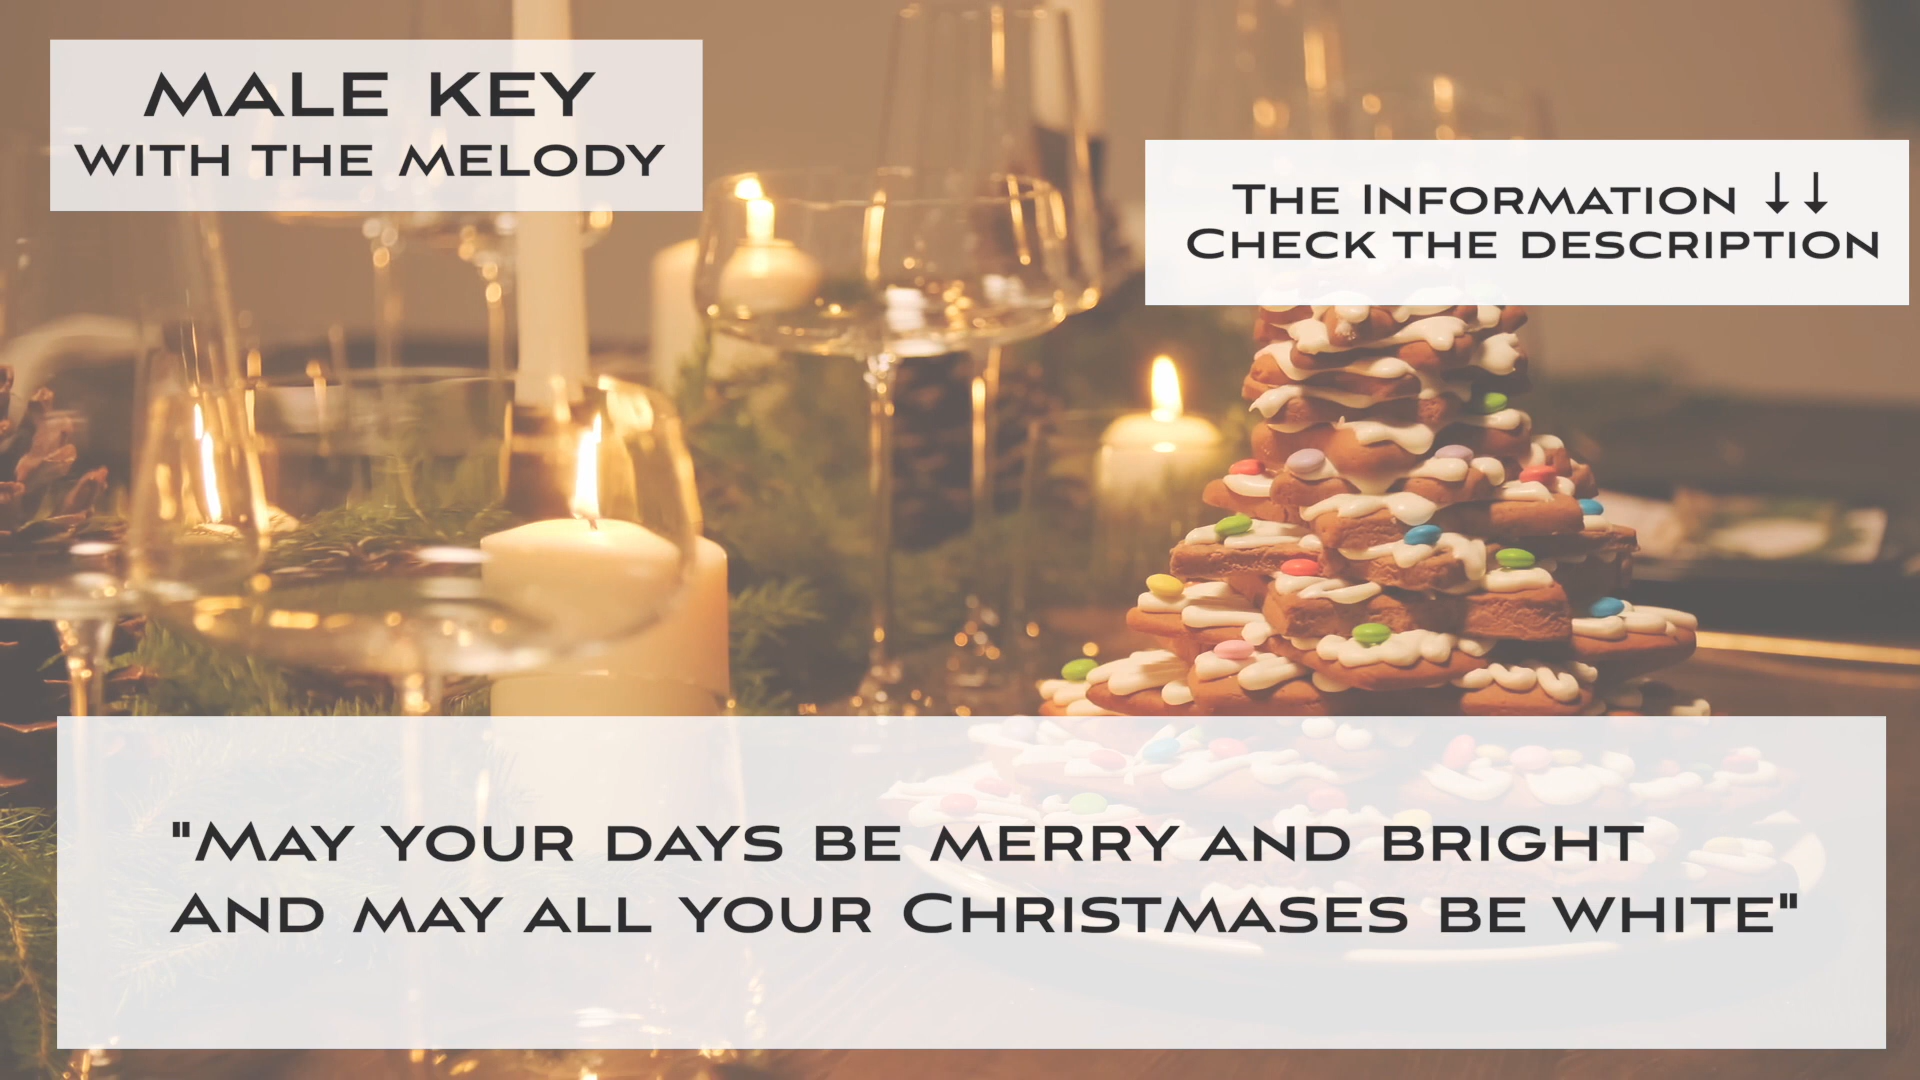 MALE KEY
WITH THE MELODY
THE INFORMATION ↓↓
CHECK THE DESCRIPTION
"MAY YOUR DAYS BE MERRY AND BRIGHT
AND MAY ALL YOUR CHRISTMASES BE WHITE"